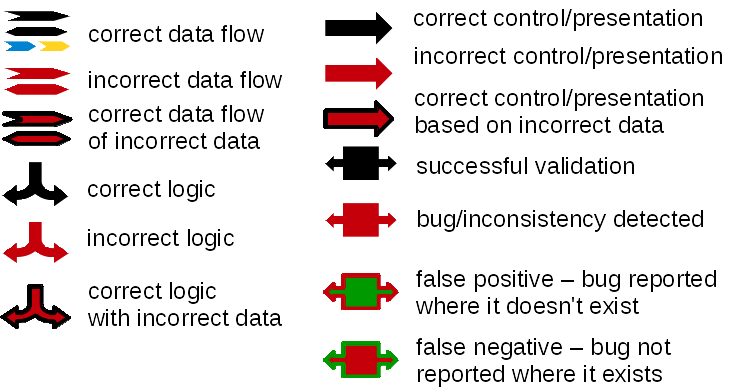 correct data flow
incorrect data flow
correct data flow
of incorrect data
correct logic
incorrect logic
correct logic
with incorrect data
correct control/presentation
incorrect control/presentation
correct control/presentation
based on incorrect data
successful validation
bug/inconsistency detected
false positive – bug reported
where it doesn't exist
false negative – bug not
reported where it exists